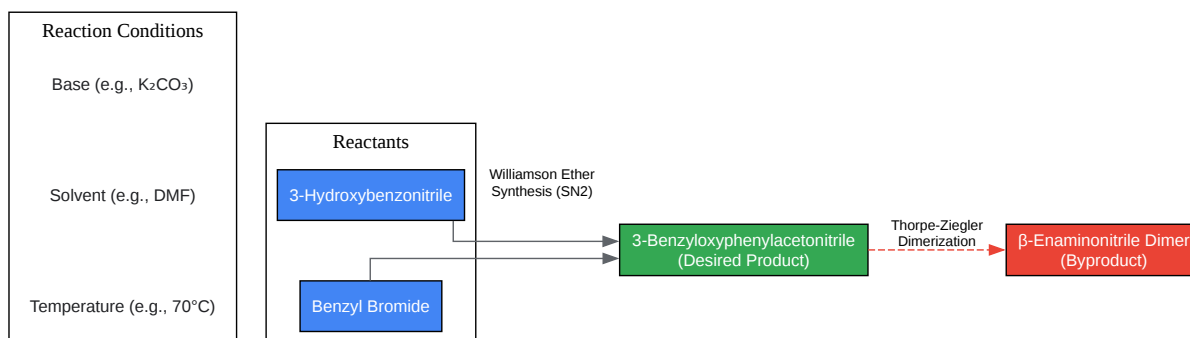 Reaction Conditions
Base (e.g., K₂CO₃)
Solvent (e.g., DMF)
Temperature (e.g., 70°C)
Reactants
3-Hydroxybenzonitrile
Benzyl Bromide
Williamson Ether
Synthesis (SN2)
3-Benzyloxyphenylacetonitrile
(Desired Product)
Thorpe-Ziegler
Dimerization
β-Enaminonitrile Dimer
(Byproduct)